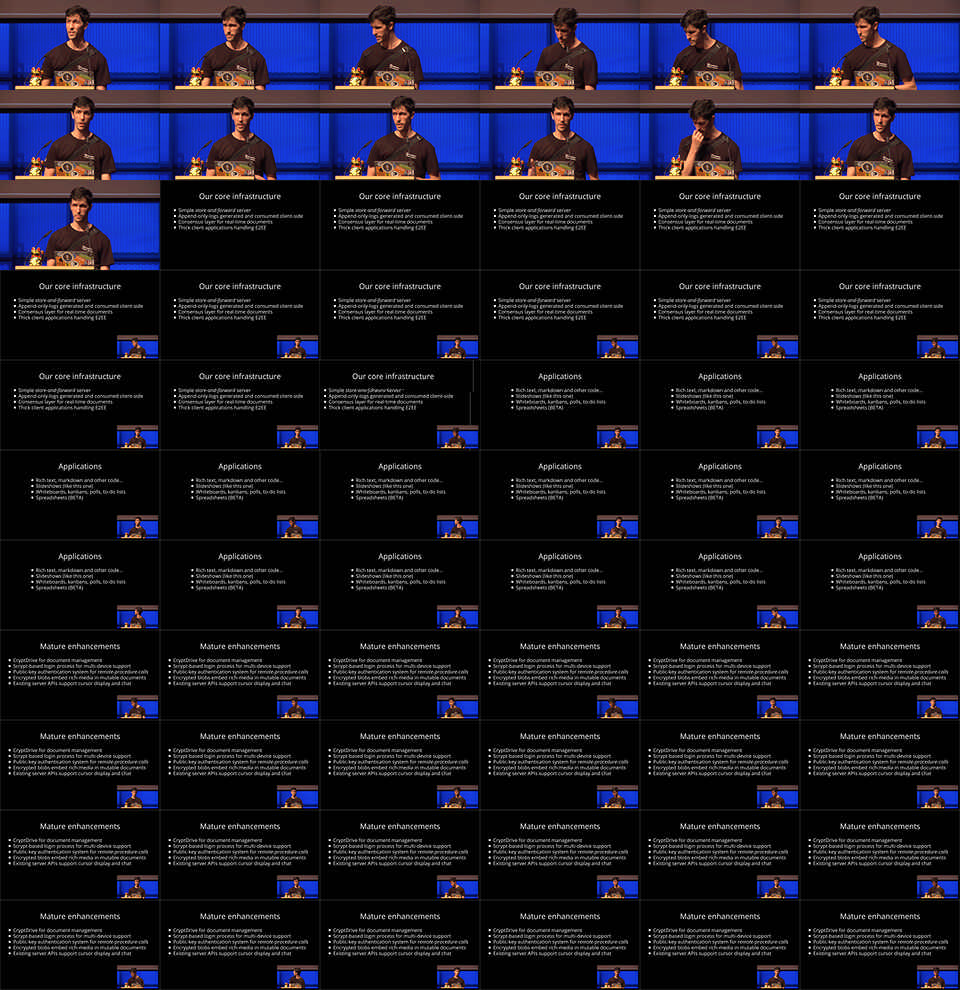 Our core infrastructure
Simple store-and-forward server
Append-only-logs generated and consumed client-side
Consensus layer for real-time documents
Thick client applications handling E2EE
Applications
Rich text, markdown and other code...
Slideshows (like this one)
Whiteboards, kanbans, polls, to-do lists
Spreadsheets (BETA)
Mature enhancements
CryptDrive for document management
Scrypt-based login process for multi-device support
Public-key authentication system for remote-procedure-calls
Encrypted blobs embed rich-media in mutable documents
Existing server APIs support cursor display and chat